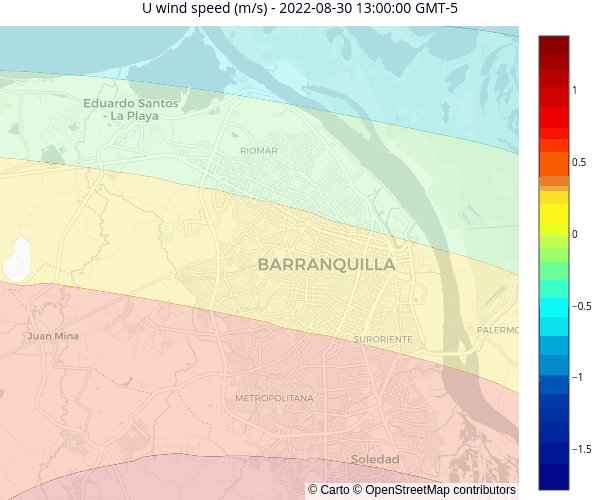 U wind speed (m/s) - 2022-08-30 13:00:00 GMT-5
Eduardo Santos
- La Playa
RIOMAR
BARRANQUILLA
SURORIENTE
PALERMO
Juan Mina
METROPOLITANA
Soledad
1
0.5
0
−0.5
−1
−1.5
© Carto © OpenStreetMap contributors